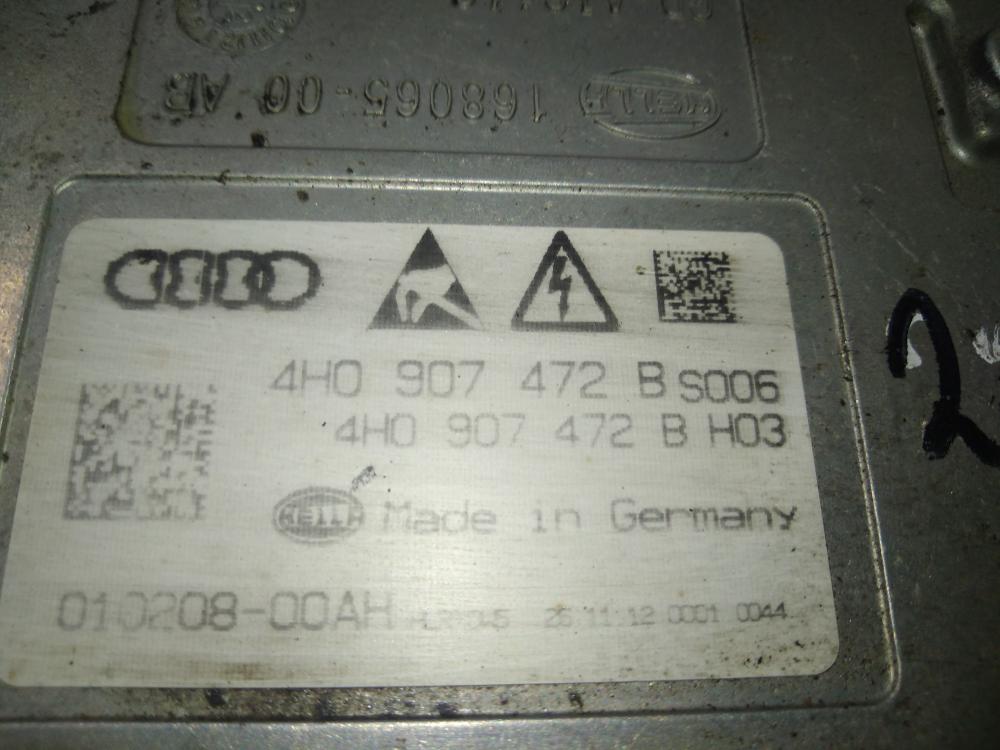 168065-00 AB
HELLA
4H0 907 472 B S006
4H0 907 472 B H03
HELLA Made in Germany
010208-00AH 26 11 12 0001 0044
2